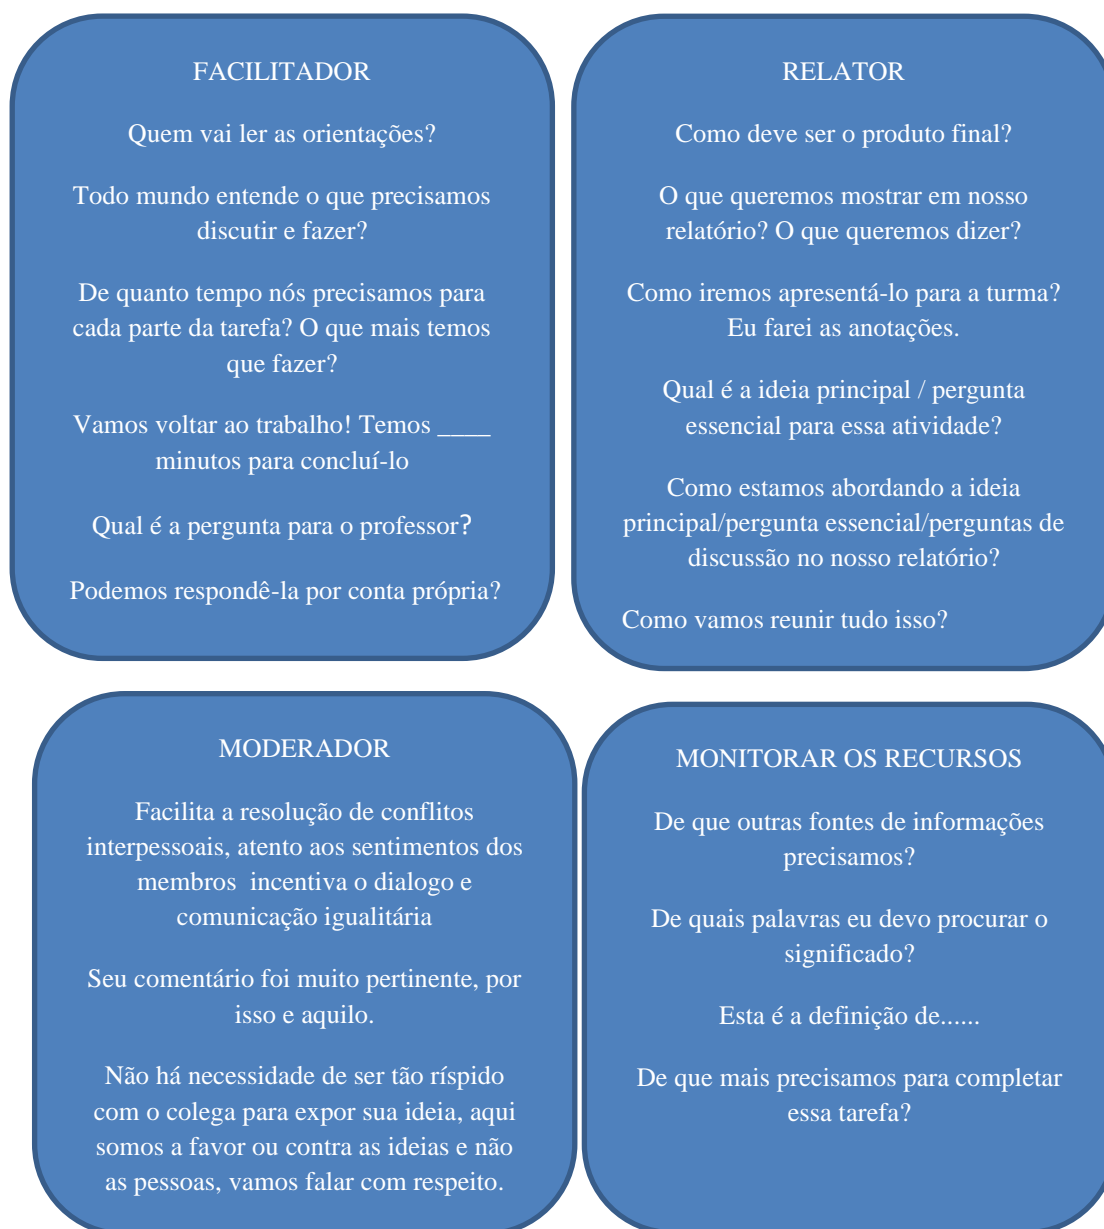 FACILITADOR
Quem vai ler as orientações?
Todo mundo entende o que precisamos
discutir e fazer?
De quanto tempo nós precisamos para
cada parte da tarefa? O que mais temos
que fazer?
Vamos voltar ao trabalho! Temos ____
minutos para concluí-lo
Qual é a pergunta para o professor?
Podemos respondê-la por conta própria?
RELATOR
Como deve ser o produto final?
O que queremos mostrar em nosso
relatório? O que queremos dizer?
Como iremos apresentá-lo para a turma?
Eu farei as anotações.
Qual é a ideia principal / pergunta
essencial para essa atividade?
Como estamos abordando a ideia
principal/pergunta essencial/perguntas de
discussão no nosso relatório?
Como vamos reunir tudo isso?
MODERADOR
Facilita a resolução de conflitos
interpessoais, atento aos sentimentos dos
membros  incentiva o dialogo e
comunicação igualitária
Seu comentário foi muito pertinente, por
isso e aquilo.
Não há necessidade de ser tão ríspido
com o colega para expor sua ideia, aqui
somos a favor ou contra as ideias e não
as pessoas, vamos falar com respeito.
MONITORAR OS RECURSOS
De que outras fontes de informações
precisamos?
De quais palavras eu devo procurar o
significado?
Esta é a definição de......
De que mais precisamos para completar
essa tarefa?